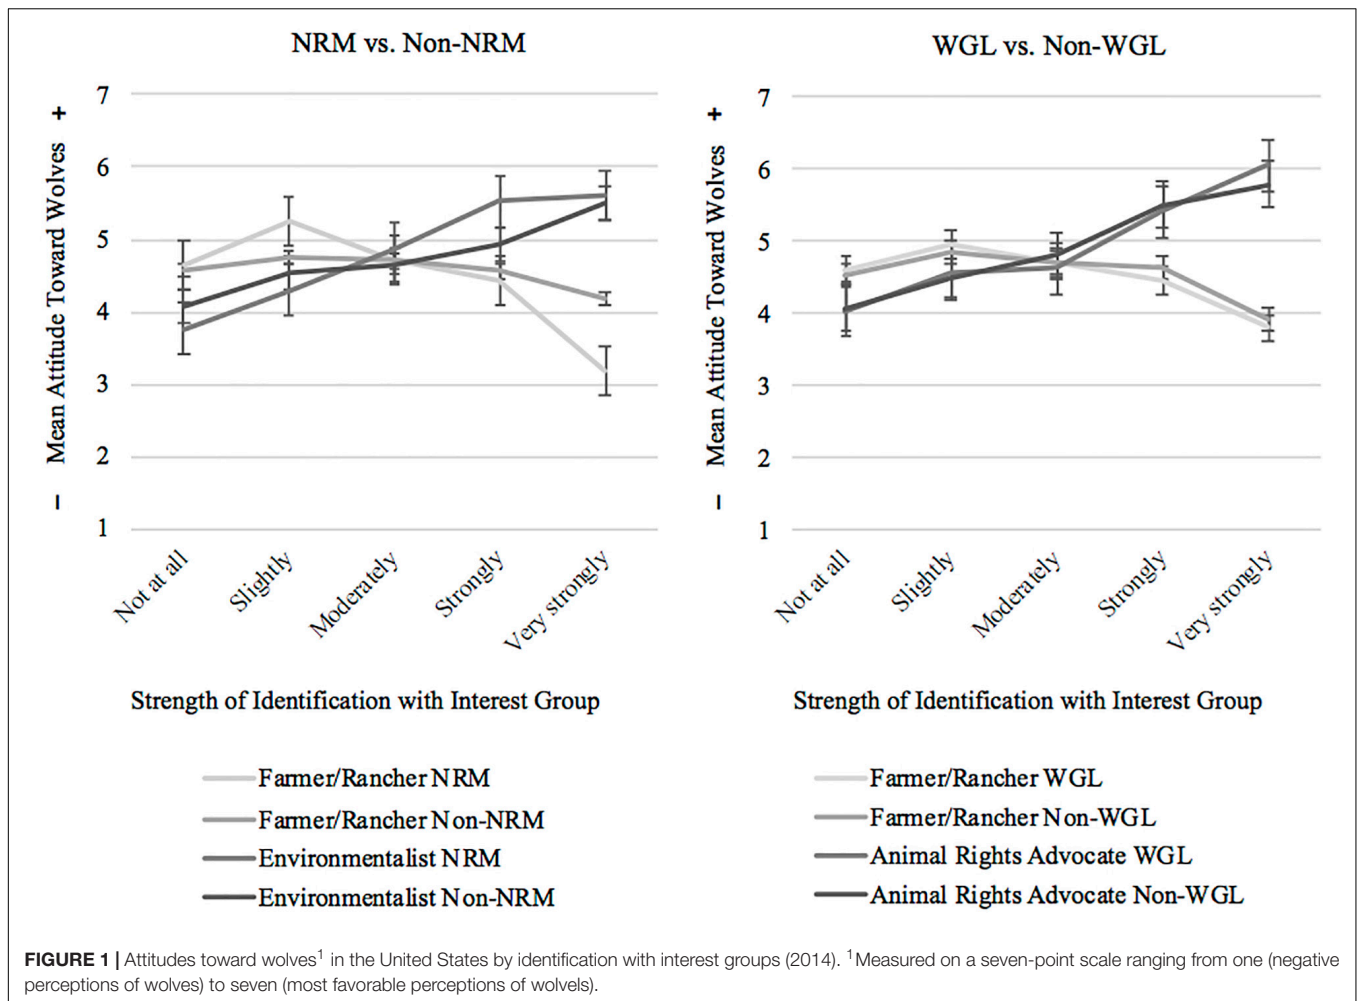 NRM vs. Non-NRM
Mean Attitude Toward Wolves
+
–
7
6
5
4
3
2
1
Not at all
Slightly
Moderately
Strongly
Very strongly
Strength of Identification with Interest Group
Farmer/Rancher NRM
Farmer/Rancher Non-NRM
Environmentalist NRM
Environmentalist Non-NRM
WGL vs. Non-WGL
Mean Attitude Toward Wolves
+
–
7
6
5
4
3
2
1
Not at all
Slightly
Moderately
Strongly
Very strongly
Strength of Identification with Interest Group
Farmer/Rancher WGL
Farmer/Rancher Non-WGL
Animal Rights Advocate WGL
Animal Rights Advocate Non-WGL
FIGURE 1 | Attitudes toward wolves¹ in the United States by identification with interest groups (2014). ¹Measured on a seven-point scale ranging from one (negative
perceptions of wolves) to seven (most favorable perceptions of wolvels).